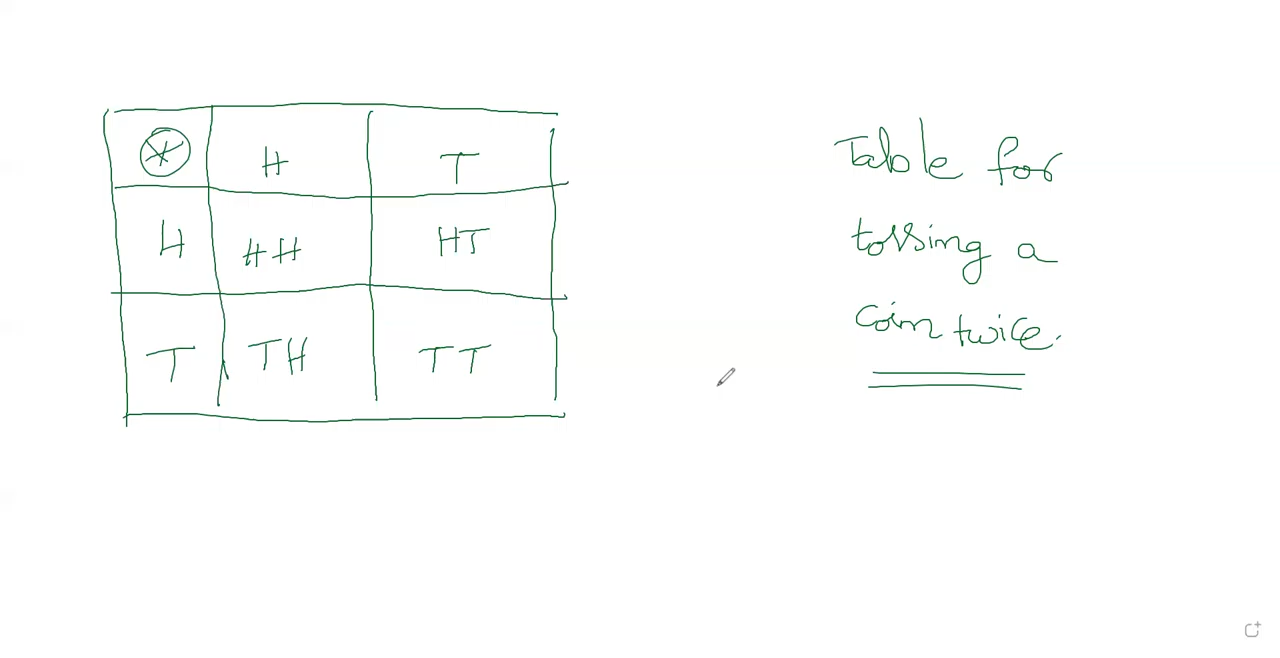 H T
H HH HT
T TH TT
Table for
tossing a
coin twice.